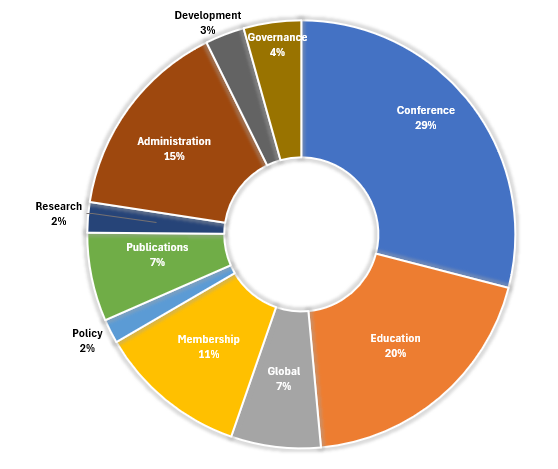 Development
3%
Governance
4%
Conference
29%
Administration
15%
Research
2%
Publications
7%
Policy
2%
Membership
11%
Education
20%
Global
7%